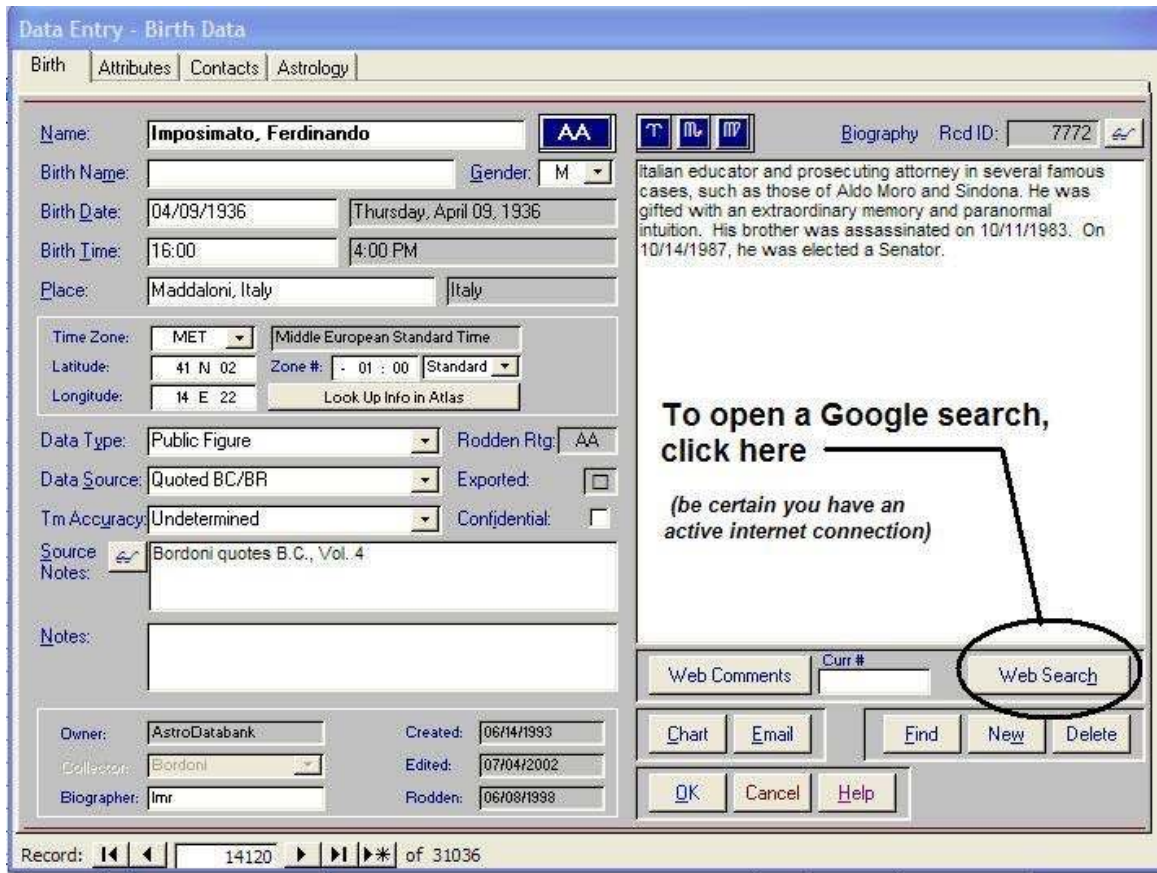 Data Entry - Birth Data
Birth Attributes Contacts Astrology
Name: Imposimato, Ferdinando AA
Birth Name: Gender: M
Birth Date: 04/09/1936 Thursday, April 09, 1936
Birth Time: 16:00 4:00 PM
Place: Maddaloni, Italy Italy
Time Zone: MET Middle European Standard Time
Latitude: 41 N 02 Zone #: - 01 : 00 Standard
Longitude: 14 E 22 Look Up Info in Atlas
Data Type: Public Figure Rodden Rtg: AA
Data Source: Quoted BC/BR Exported:
Tm Accuracy: Undetermined Confidential:
Source Notes: Bordoni quotes B.C., Vol. 4
Notes:
Owner: AstroDatabank Created: 06/14/1993
Collector: Bordoni Edited: 07/04/2002
Biographer: lmr Rodden: 06/08/1998
♈ ♏ ♍ Biography Rcd ID: 7772
Italian educator and prosecuting attorney in several famous
cases, such as those of Aldo Moro and Sindona. He was
gifted with an extraordinary memory and paranormal
intuition. His brother was assassinated on 10/11/1983. On
10/14/1987, he was elected a Senator.
To open a Google search,
click here
(be certain you have an
active internet connection)
Web Comments Curr # Web Search
Chart Email Find New Delete
OK Cancel Help
Record: 14120 of 31036